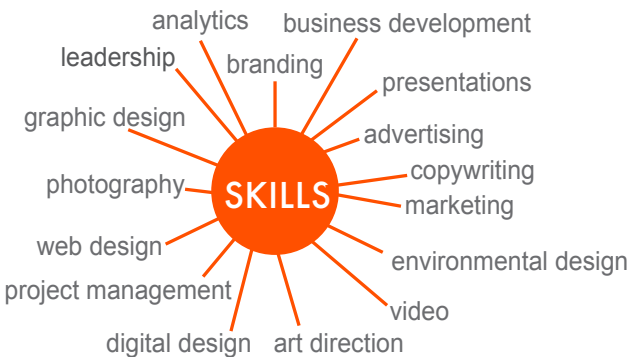 analytics
business development
leadership
branding
presentations
graphic design
advertising
copywriting
photography
SKILLS
marketing
web design
environmental design
project management
video
digital design
art direction